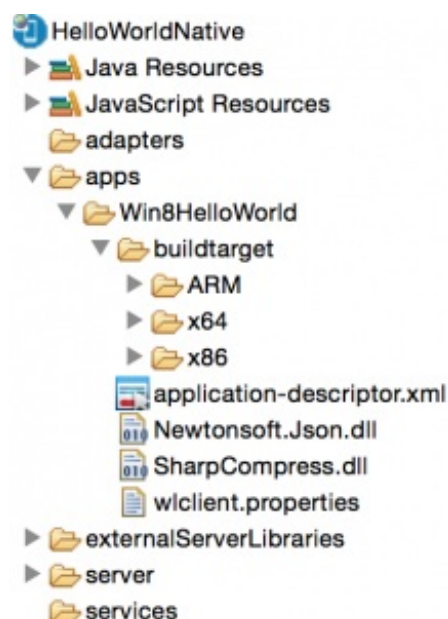 HelloWorldNative
Java Resources
JavaScript Resources
adapters
apps
Win8HelloWorld
buildtarget
ARM
x64
x86
application-descriptor.xml
Newtonsoft.Json.dll
SharpCompress.dll
wlclient.properties
externalServerLibraries
server
services